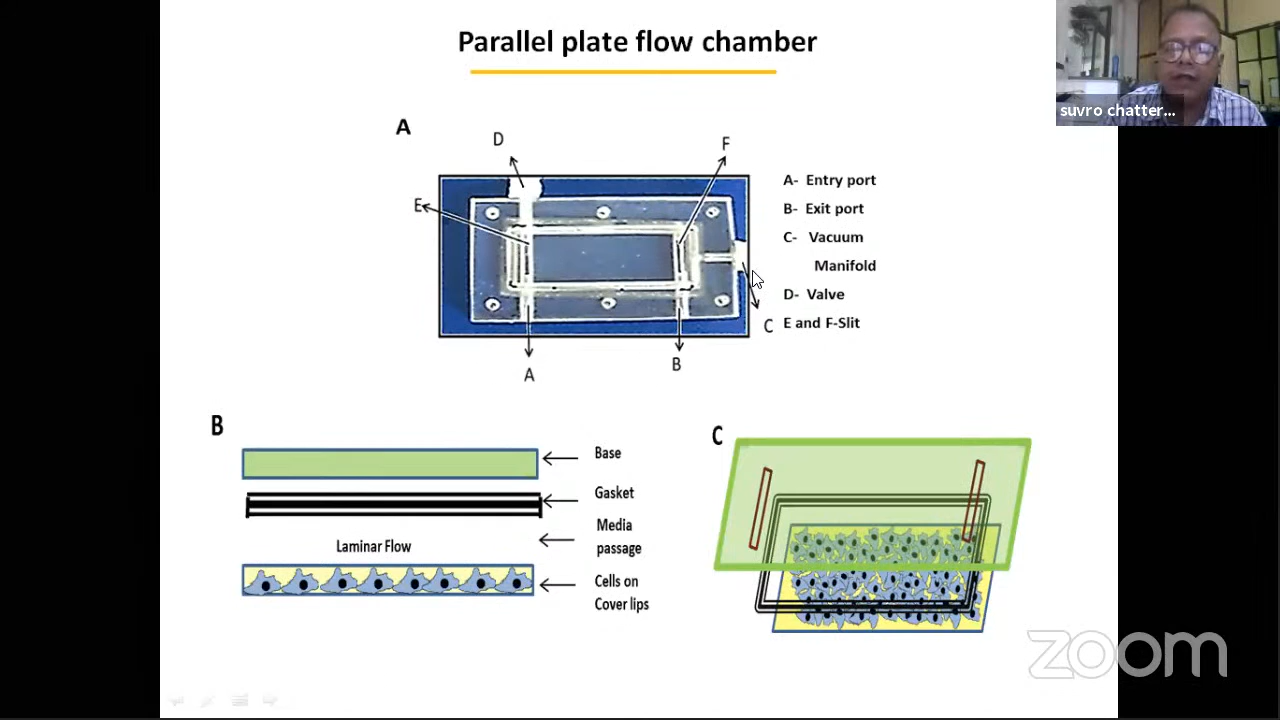 Parallel plate flow chamber
suvro chatter...
A
D
F
E
A- Entry port
B- Exit port
C- Vacuum
Manifold
D- Valve
E and F-Slit
C
B
A
B
Base
Gasket
Media
passage
Laminar Flow
Cells on
Cover lips
C
zoom